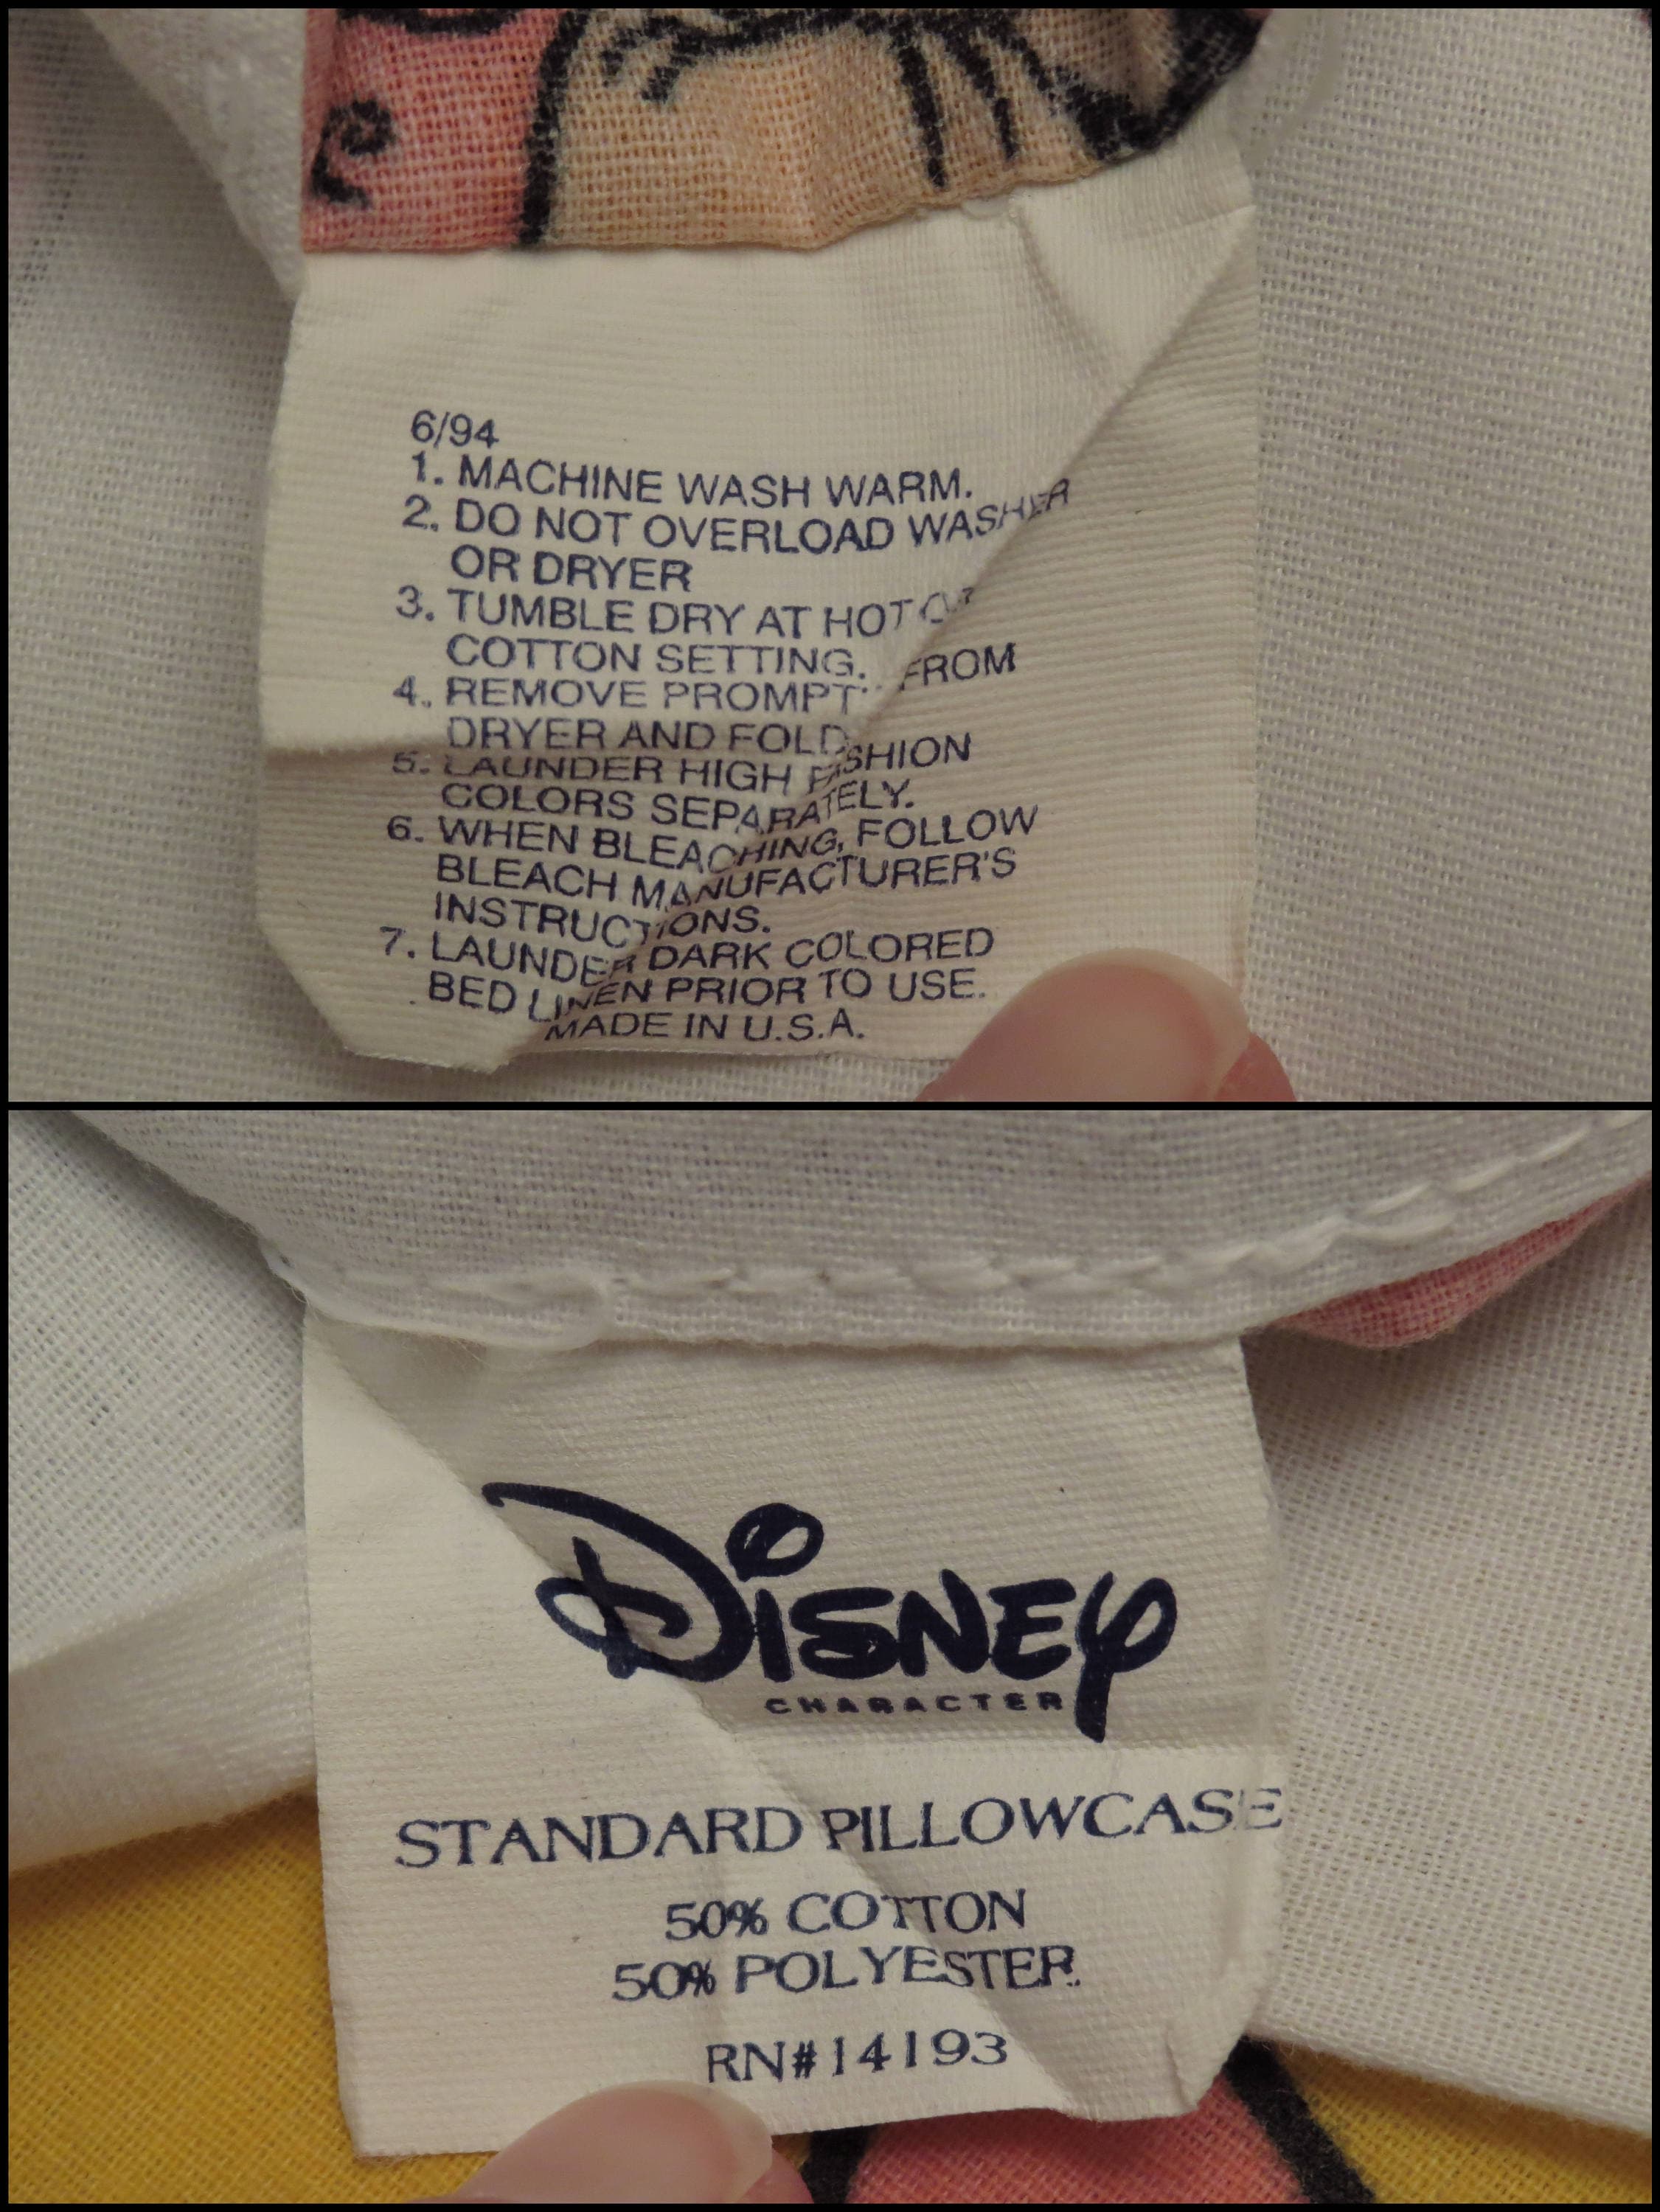 6/94
1. MACHINE WASH WARM.
2. DO NOT OVERLOAD WASHER
OR DRYER
3. TUMBLE DRY AT HOT
COTTON SETTING.
4. REMOVE FROM
DRYER AND FOLD
5. LAUNDER HIGH FASHION
COLORS SEPARATELY.
6. WHEN BLEACHING, FOLLOW
BLEACH MANUFACTURER'S
INSTRUCTIONS.
7. LAUNDER DARK COLORED
BED LINEN PRIOR TO USE.
MADE IN U.S.A.
DISNEY
CHARACTER
STANDARD PILLOWCASE
50% COTTON
50% POLYESTER
RN#14193